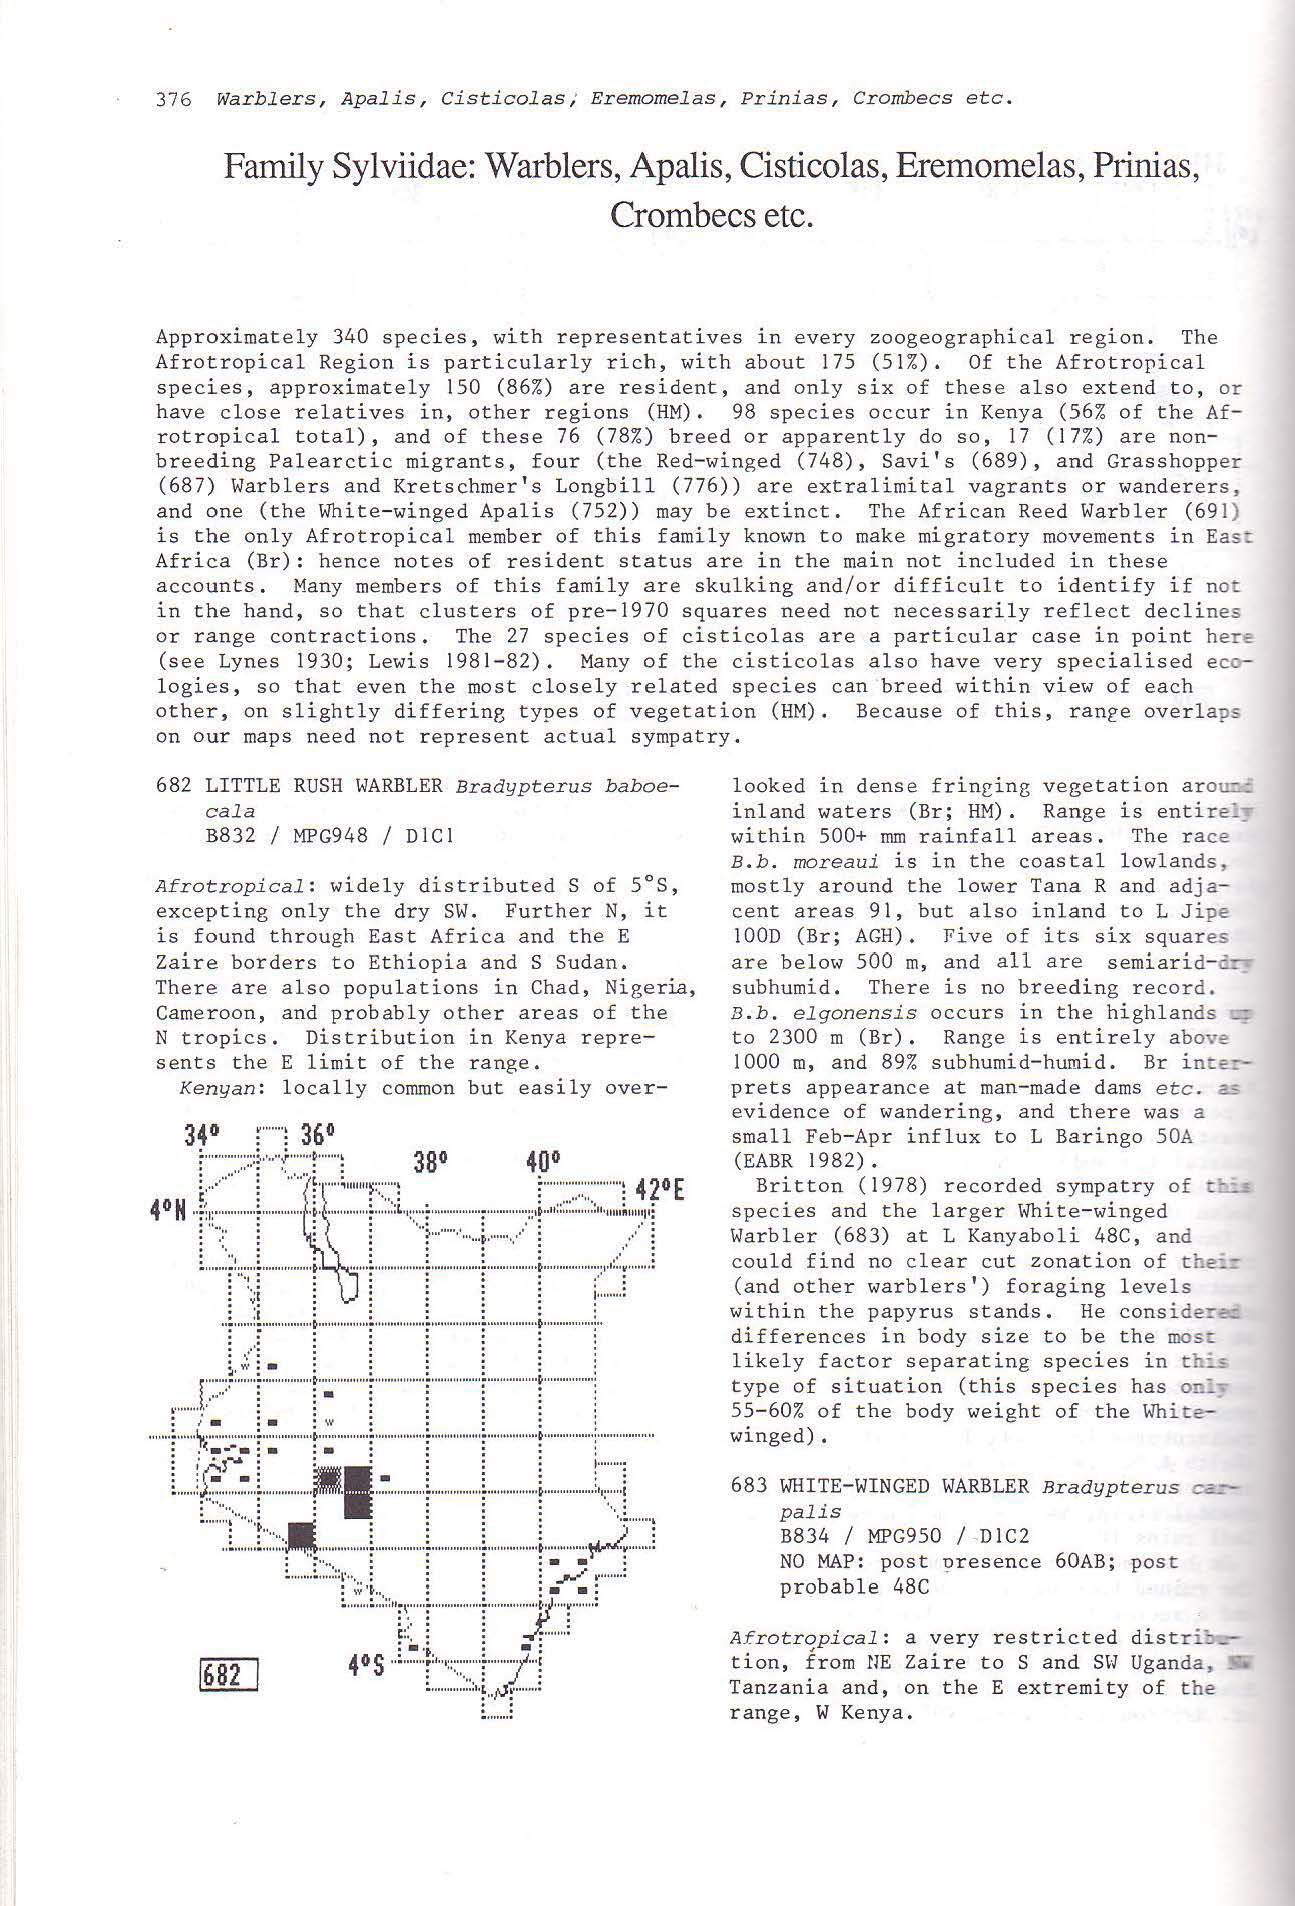 376 Warblers, Apalis, Cisticolas, Eremomelas, Prinias, Crombecs etc.
Family Sylviidae: Warblers, Apalis, Cisticolas, Eremomelas, Prinias,
Crombecs etc.
Approximately 340 species, with representatives in every zoogeographical region. The
Afrotropical Region is particularly rich, with about 175 (51%). Of the Afrotropical
species, approximately 150 (86%) are resident, and only six of these also extend to, or
have close relatives in, other regions (HM). 98 species occur in Kenya (56% of the Af-
rotropical total), and of these 76 (78%) breed or apparently do so, 17 (17%) are non-
breeding Palearctic migrants, four (the Red-winged (748), Savi's (689), and Grasshopper
(687) Warblers and Kretschmer's Longbill (776)) are extralimital vagrants or wanderers,
and one (the White-winged Apalis (752)) may be extinct. The African Reed Warbler (691)
is the only Afrotropical member of this family known to make migratory movements in East
Africa (Br): hence notes of resident status are in the main not included in these
accounts. Many members of this family are skulking and/or difficult to identify if not
in the hand, so that clusters of pre-1970 squares need not necessarily reflect declines
or range contractions. The 27 species of cisticolas are a particular case in point here
(see Lynes 1930; Lewis 1981-82). Many of the cisticolas also have very specialised eco-
logies, so that even the most closely related species can breed within view of each
other, on slightly differing types of vegetation (HM). Because of this, range overlaps
on our maps need not represent actual sympatry.
682 LITTLE RUSH WARBLER Bradypterus baboe-
cala
B832 / MPG948 / D1C1
Afrotropical: widely distributed S of 5°S,
excepting only the dry SW. Further N, it
is found through East Africa and the E
Zaire borders to Ethiopia and S Sudan.
There are also populations in Chad, Nigeria,
Cameroon, and probably other areas of the
N tropics. Distribution in Kenya repre-
sents the E limit of the range.
Kenyan: locally common but easily over-
34° 36°
38° 40°
42°E
4°N
W
W
W
4°S
682
looked in dense fringing vegetation around
inland waters (Br; HM). Range is entirely
within 500+ mm rainfall areas. The race
B.b. moreaui is in the coastal lowlands,
mostly around the lower Tana R and adja-
cent areas 91, but also inland to L Jipe
100D (Br; AGH). Five of its six squares
are below 500 m, and all are semiarid-dry
subhumid. There is no breeding record.
B.b. elgonensis occurs in the highlands up
to 2300 m (Br). Range is entirely above
1000 m, and 89% subhumid-humid. Br inter-
prets appearance at man-made dams etc. as
evidence of wandering, and there was a
small Feb-Apr influx to L Baringo 50A
(EABR 1982).
Britton (1978) recorded sympatry of this
species and the larger White-winged
Warbler (683) at L Kanyaboli 48C, and
could find no clear cut zonation of their
(and other warblers') foraging levels
within the papyrus stands. He considered
differences in body size to be the most
likely factor separating species in this
type of situation (this species has only
55-60% of the body weight of the White-
winged).
683 WHITE-WINGED WARBLER Bradypterus car-
palis
B834 / MPG950 / D1C2
NO MAP: post presence 60AB; post
probable 48C
Afrotropical: a very restricted distribu-
tion, from NE Zaire to S and SW Uganda,
Tanzania and, on the E extremity of the
range, W Kenya.